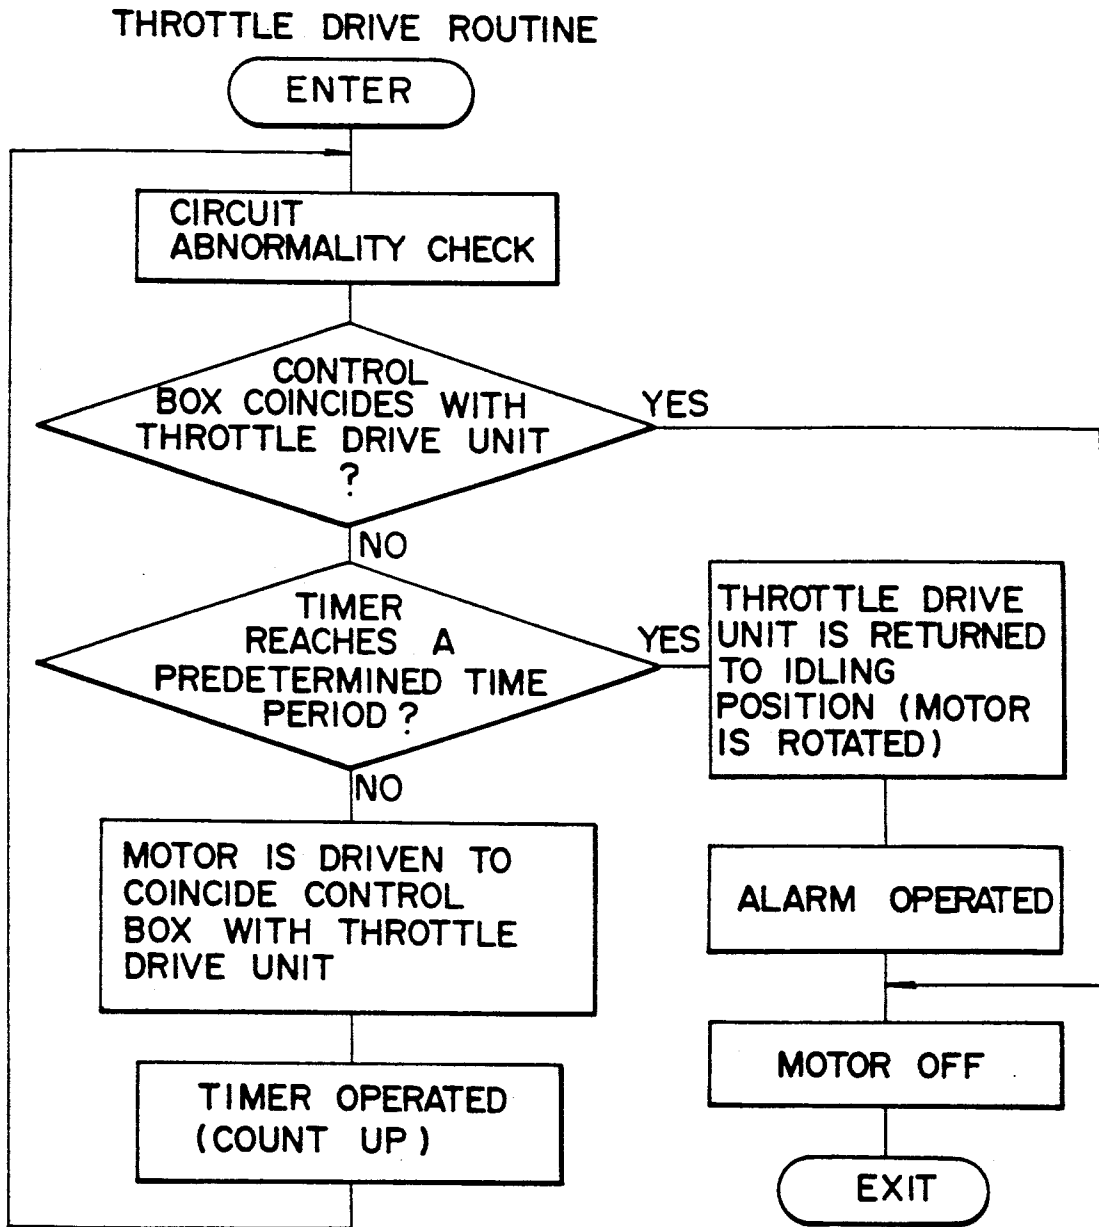 THROTTLE DRIVE ROUTINE
ENTER
CIRCUIT
ABNORMALITY CHECK
CONTROL
BOX COINCIDES WITH
THROTTLE DRIVE UNIT
?
YES
NO
TIMER
REACHES A
PREDETERMINED TIME
PERIOD?
YES
NO
THROTTLE DRIVE
UNIT IS RETURNED
TO IDLING
POSITION (MOTOR
IS ROTATED)
MOTOR IS DRIVEN TO
COINCIDE CONTROL
BOX WITH THROTTLE
DRIVE UNIT
ALARM OPERATED
TIMER OPERATED
(COUNT UP)
MOTOR OFF
EXIT